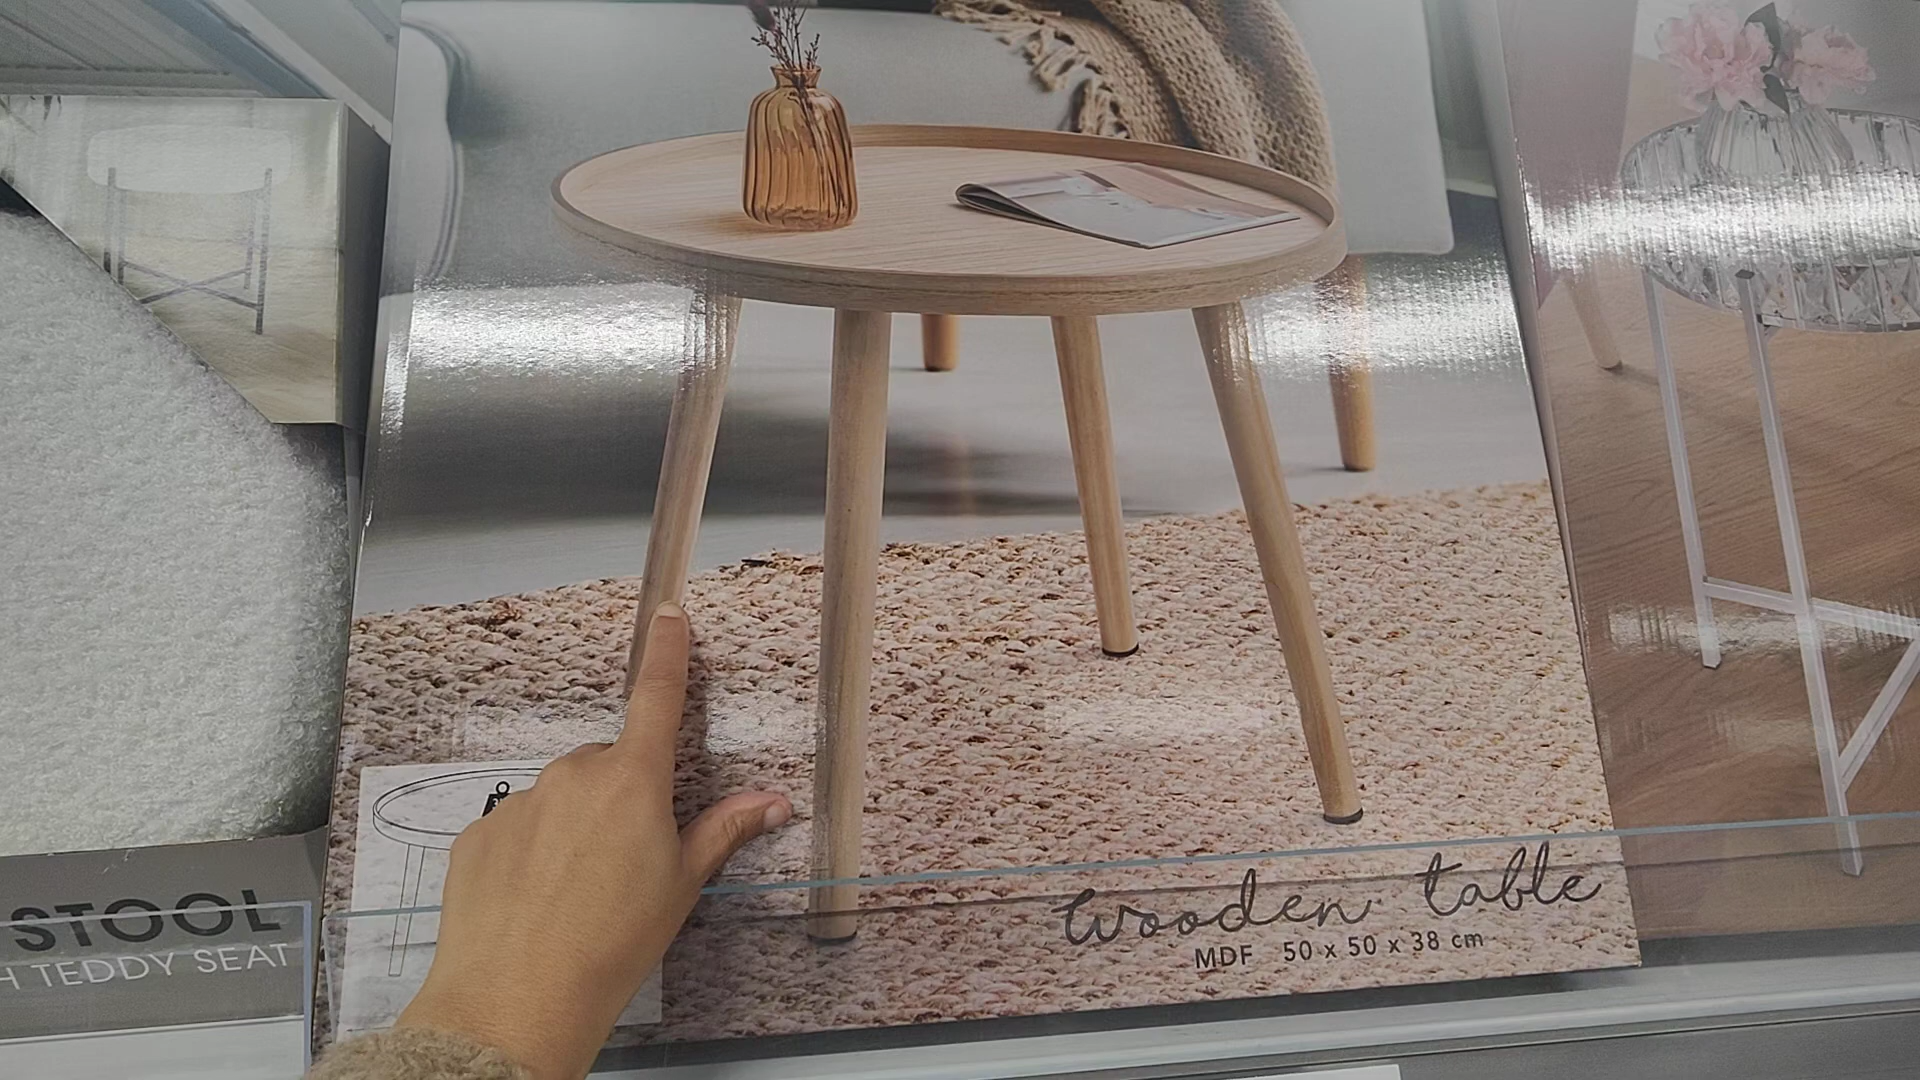 STOOL
TEDDY SEAT
wooden table
MDF 50 x 50 x 38 cm